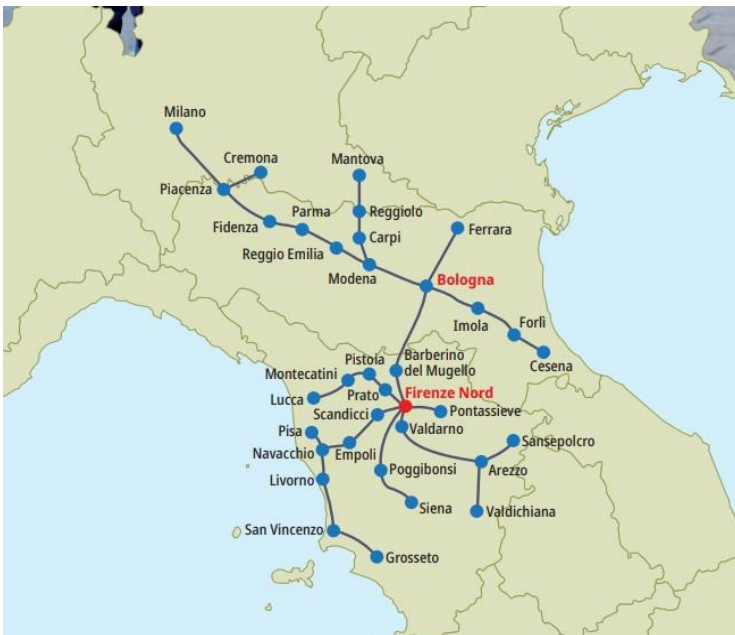 Milano
Cremona
Mantova
Piacenza
Parma
Reggiolo
Fidenza
Carpi
Ferrara
Reggio Emilia
Modena
Bologna
Imola
Forlì
Cesena
Pistoia
Barberino
del Mugello
Montecatini
Prato
Firenze Nord
Lucca
Scandicci
Pontassieve
Pisa
Valdarno
Sansepolcro
Navacchio
Empoli
Poggibonsi
Arezzo
Livorno
Siena
Valdichiana
San Vincenzo
Grosseto